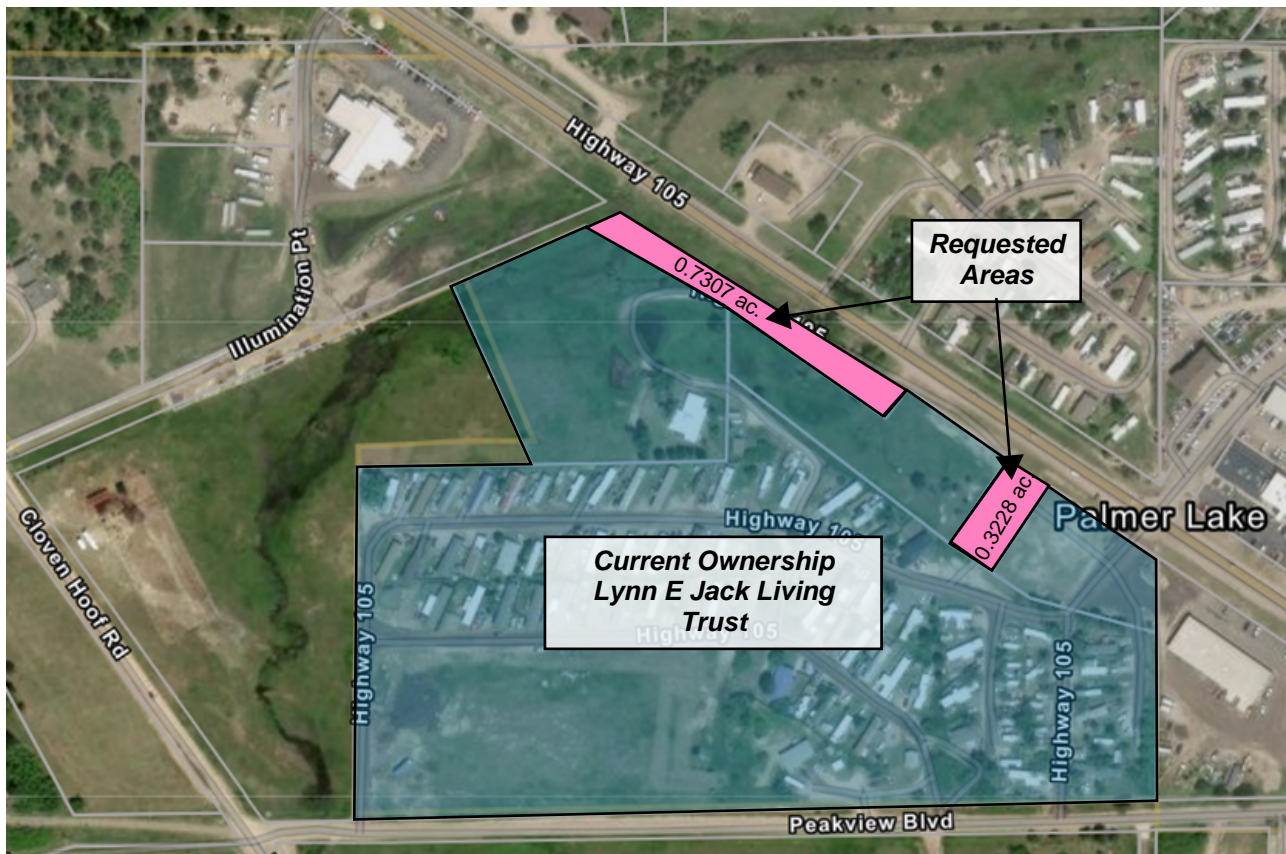 Highway 105
Requested
Areas
0.7307 ac.
105
Illumination Pt
0.3228 ac
Palmer Lake
Highway 105
Cloven Hoof Rd
Current Ownership
Lynn E Jack Living
Trust
Highway 105
Highway 105
Highway 105
Peakview Blvd